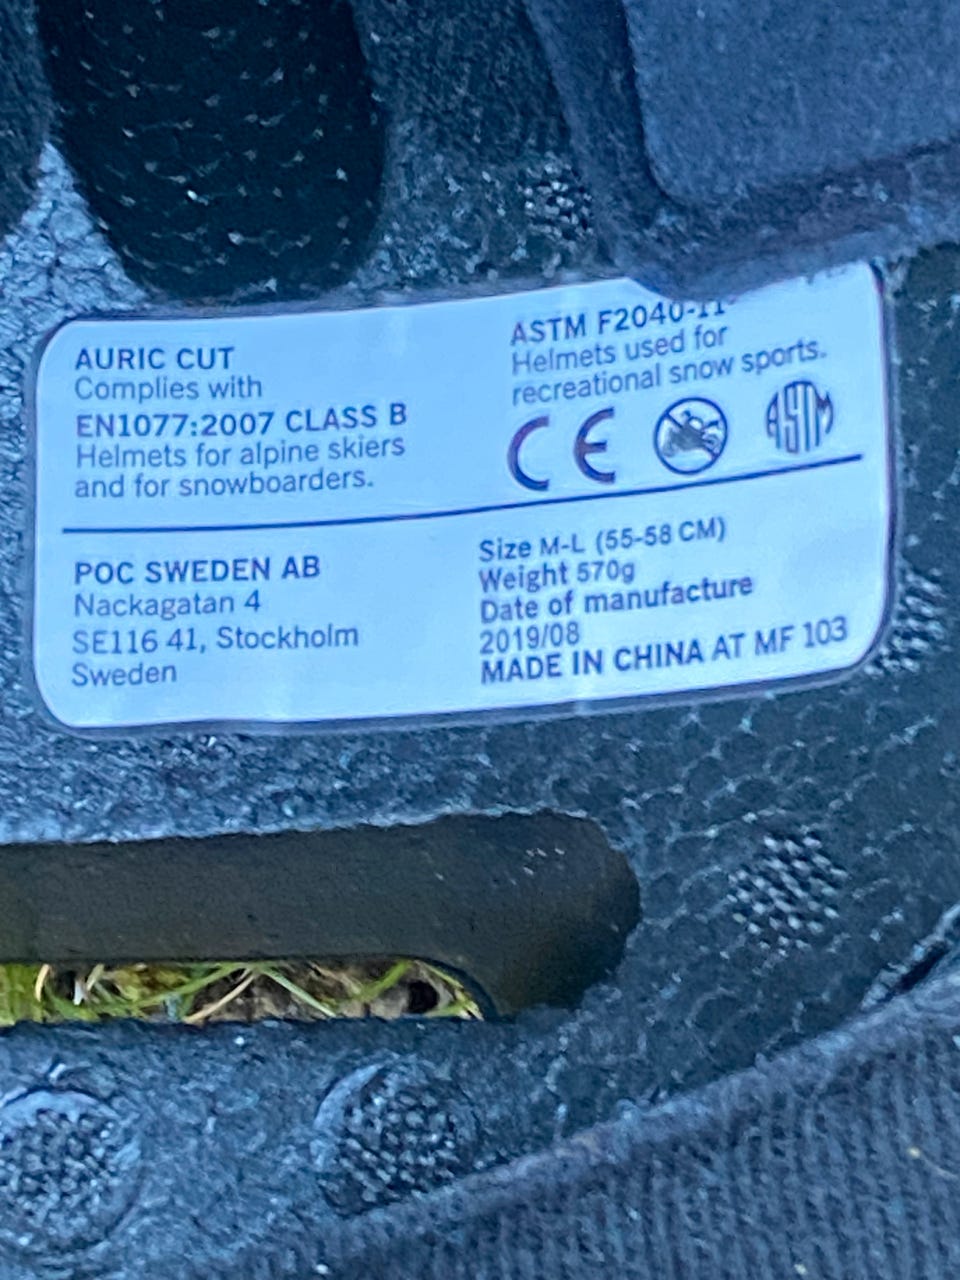 AURIC CUT
Complies with
EN1077:2007 CLASS B
Helmets for alpine skiers
and for snowboarders.
ASTM F2040-11
Helmets used for
recreational snow sports.
CE
ASTM
POC SWEDEN AB
Nackagatan 4
SE116 41, Stockholm
Sweden
Size M-L (55-58 CM)
Weight 570g
Date of manufacture
2019/08
MADE IN CHINA AT MF 103